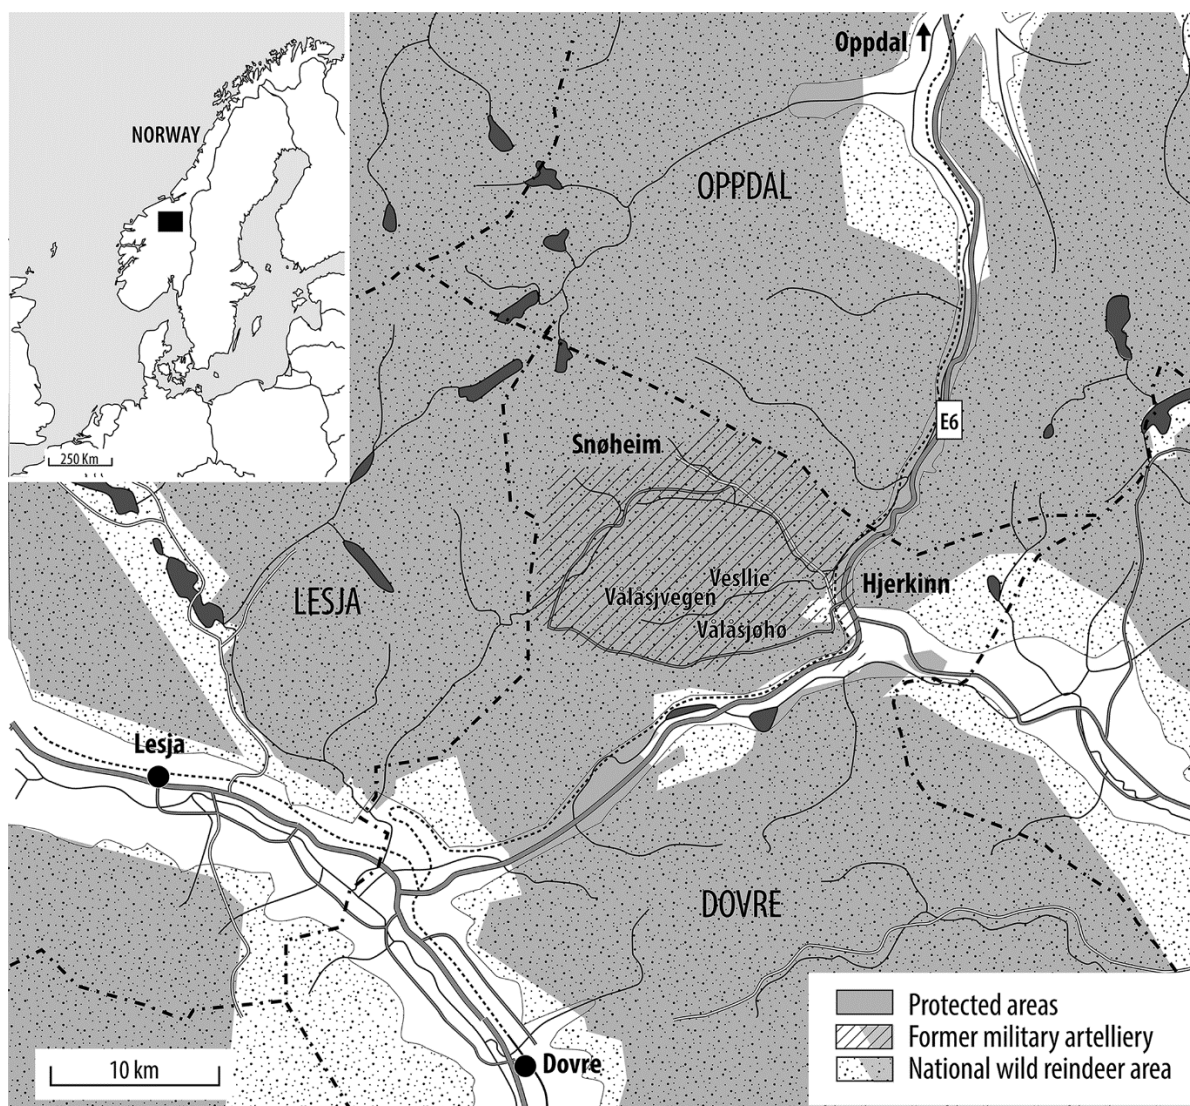 Oppdal
NORWAY
OPPDAL
E6
250 Km
Snøheim
LESJA
Vesllie
Hjerkinn
Vålåsjvegen
Vålåsjøhø
Lesja
DOVRE
Protected areas
Former military artelliery
National wild reindeer area
10 km
Dovre